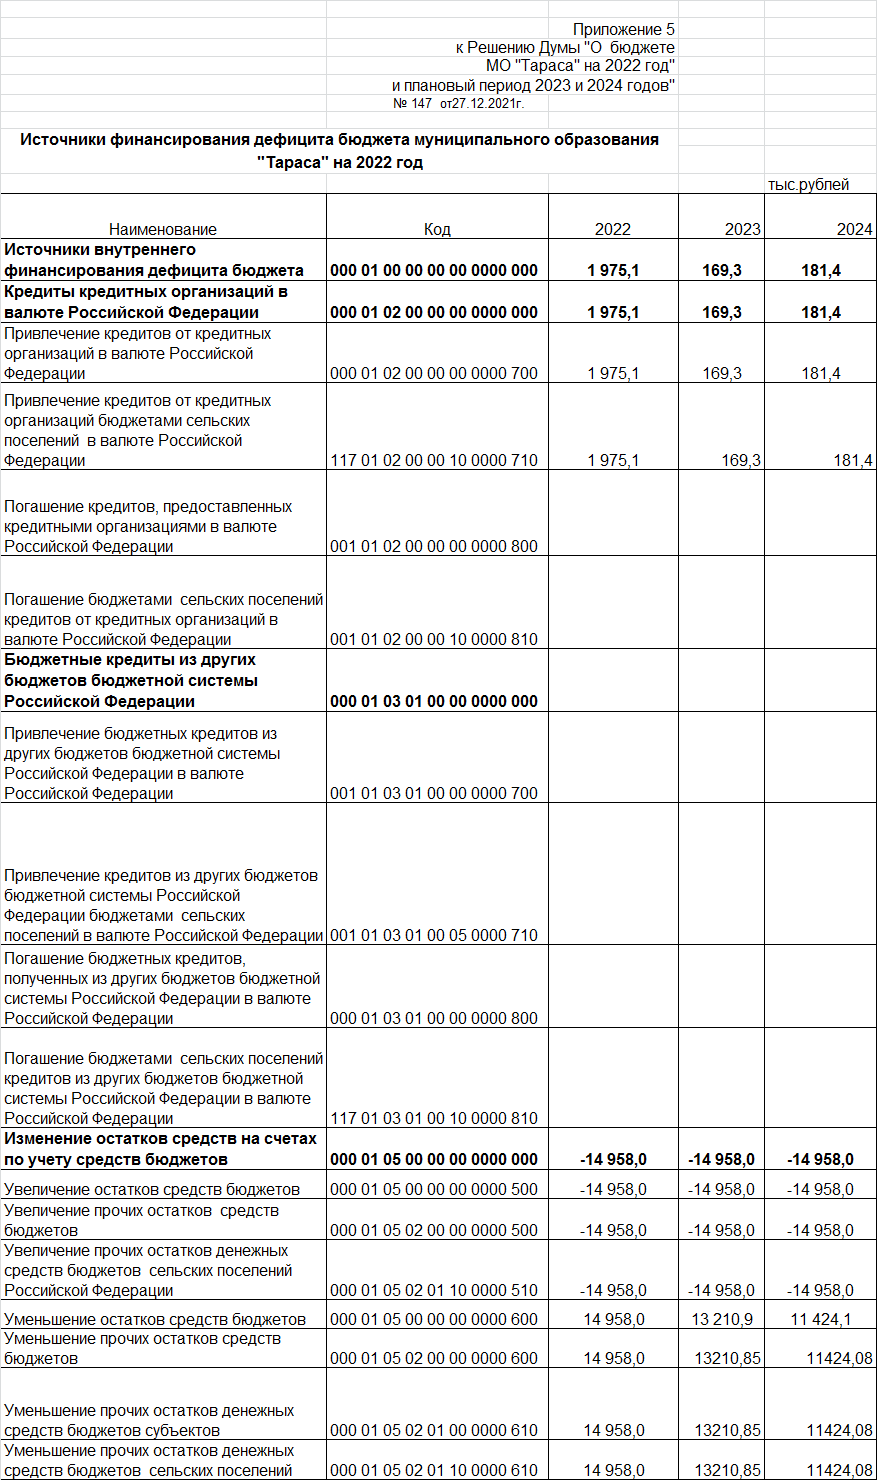 Приложение 5
к Решению Думы "О  бюджете
МО "Тараса" на 2022 год"
и плановый период 2023 и 2024 годов"
№ 147  от27.12.2021г.
Источники финансирования дефицита бюджета муниципального образования
"Тараса" на 2022 год
тыс.рублей
Наименование Код 2022 2023 2024
Источники внутреннего
финансирования дефицита бюджета 000 01 00 00 00 00 0000 000 1 975,1 169,3 181,4
Кредиты кредитных организаций в
валюте Российской Федерации 000 01 02 00 00 00 0000 000 1 975,1 169,3 181,4
Привлечение кредитов от кредитных
организаций в валюте Российской
Федерации 000 01 02 00 00 00 0000 700 1 975,1 169,3 181,4
Привлечение кредитов от кредитных
организаций бюджетами сельских
поселений  в валюте Российской
Федерации 117 01 02 00 00 10 0000 710 1 975,1 169,3 181,4
Погашение кредитов, предоставленных
кредитными организациями в валюте
Российской Федерации 001 01 02 00 00 00 0000 800
Погашение бюджетами  сельских поселений
кредитов от кредитных организаций в
валюте Российской Федерации 001 01 02 00 00 10 0000 810
Бюджетные кредиты из других
бюджетов бюджетной системы
Российской Федерации 000 01 03 01 00 00 0000 000
Привлечение бюджетных кредитов из
других бюджетов бюджетной системы
Российской Федерации в валюте
Российской Федерации 001 01 03 01 00 00 0000 700
Привлечение кредитов из других бюджетов
бюджетной системы Российской
Федерации бюджетами  сельских
поселений в валюте Российской Федерации 001 01 03 01 00 05 0000 710
Погашение бюджетных кредитов,
полученных из других бюджетов бюджетной
системы Российской Федерации в валюте
Российской Федерации 000 01 03 01 00 00 0000 800
Погашение бюджетами  сельских поселений
кредитов из других бюджетов бюджетной
системы Российской Федерации в валюте
Российской Федерации 117 01 03 01 00 10 0000 810
Изменение остатков средств на счетах
по учету средств бюджетов 000 01 05 00 00 00 0000 000 -14 958,0 -14 958,0 -14 958,0
Увеличение остатков средств бюджетов 000 01 05 00 00 00 0000 500 -14 958,0 -14 958,0 -14 958,0
Увеличение прочих остатков  средств
бюджетов 000 01 05 02 00 00 0000 500 -14 958,0 -14 958,0 -14 958,0
Увеличение прочих остатков денежных
средств бюджетов  сельских поселений
Российской Федерации 000 01 05 02 01 10 0000 510 -14 958,0 -14 958,0 -14 958,0
Уменьшение остатков средств бюджетов 000 01 05 00 00 00 0000 600 14 958,0 13 210,9 11 424,1
Уменьшение прочих остатков средств
бюджетов 000 01 05 02 00 00 0000 600 14 958,0 13210,85 11424,08
Уменьшение прочих остатков денежных
средств бюджетов субъектов 000 01 05 02 01 00 0000 610 14 958,0 13210,85 11424,08
Уменьшение прочих остатков денежных
средств бюджетов  сельских поселений 000 01 05 02 01 10 0000 610 14 958,0 13210,85 11424,08